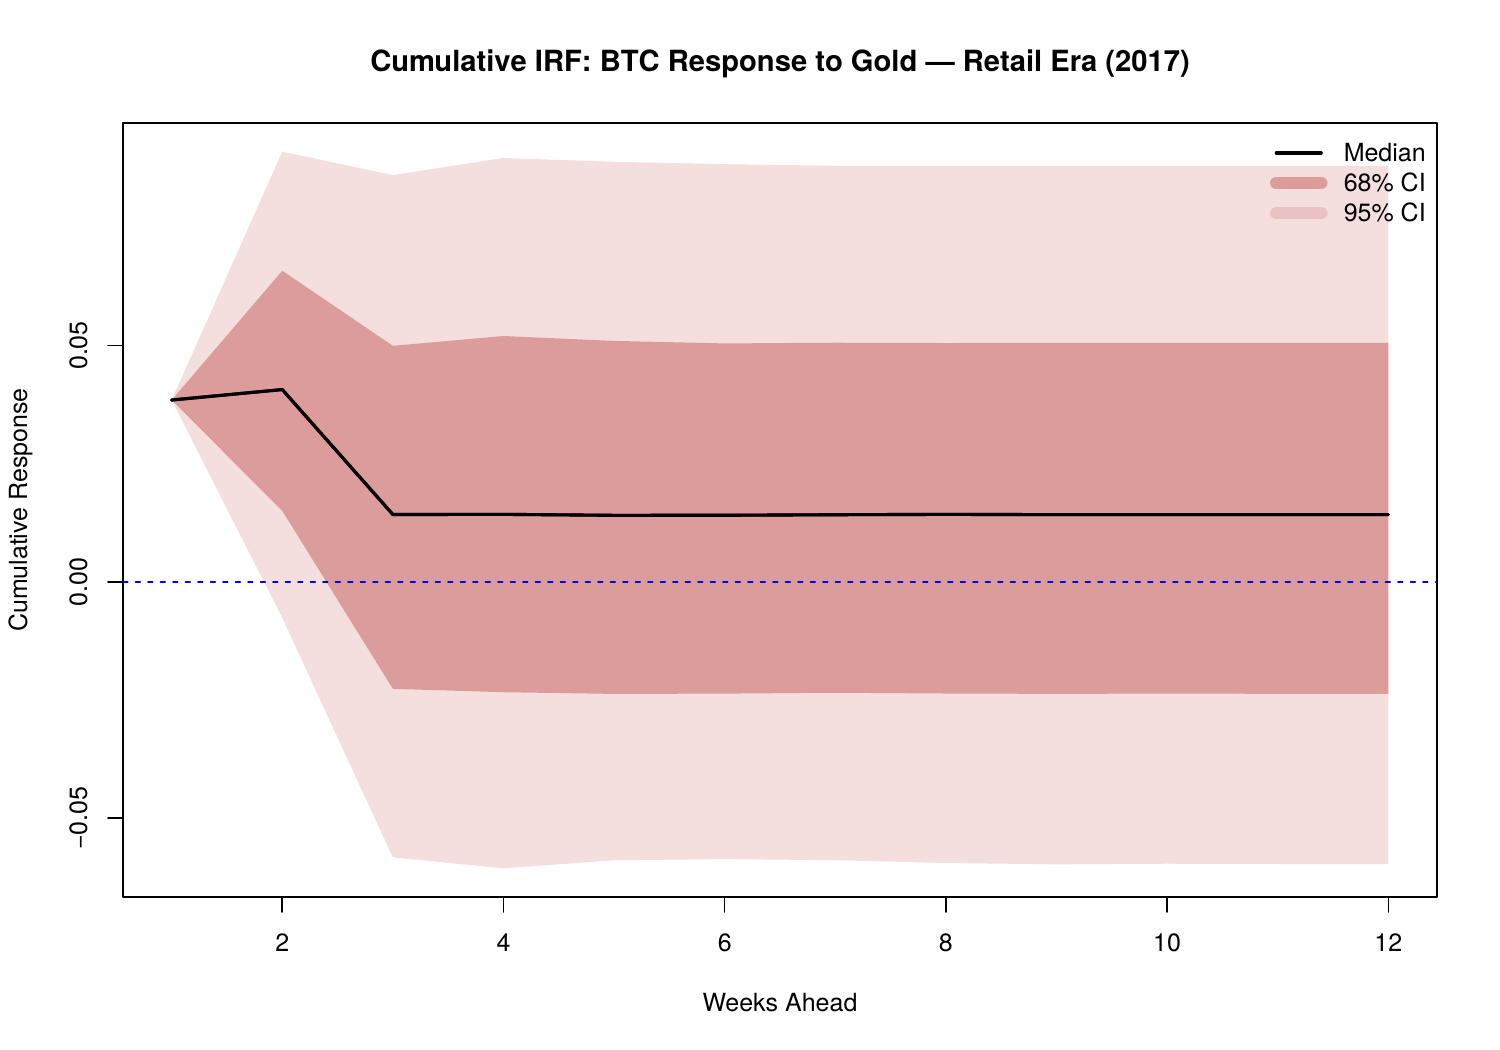 Cumulative IRF: BTC Response to Gold — Retail Era (2017)
Median
68% CI
95% CI
Cumulative Response
0.05
0.00
−0.05
2 4 6 8 10 12
Weeks Ahead